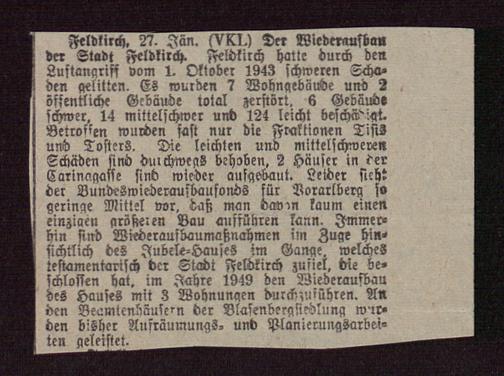 Feldkirch, 27. Jän. (VKL) Der Wiederaufbau
der Stadt Feldkirch. Feldkirch hatte durch den
Luftangriff vom 1. Oktober 1943 schweren Scha-
den gelitten. Es wurden 7 Wohngebäude und 2
öffentliche Gebäude total zerstört, 6 Gebäude
schwer, 14 mittelschwer und 124 leicht beschädigt.
Betroffen wurden fast nur die Fraktionen Tisis
und Tosters. Die leichten und mittelschweren
Schäden sind durchwegs behoben, 2 Häuser in der
Carinagasse sind wieder aufgebaut. Leider sieht
der Bundeswiederaufbaufonds für Vorarlberg so
geringe Mittel vor, daß man davon kaum einen
einzigen größeren Bau aufführen kann. Immer-
hin sind Wiederaufbaumaßnahmen im Zuge hin-
sichtlich des Jubele-Hauses im Gange, welches
testamentarisch der Stadt Feldkirch zufiel, die be-
schlossen hat, im Jahre 1949 den Wiederaufbau
des Hauses mit 3 Wohnungen durchzuführen. An
den Beamtenhäusern der Blasenbergsiedlung wur-
den bisher Aufräumungs- und Planierungsarbei-
ten geleistet.